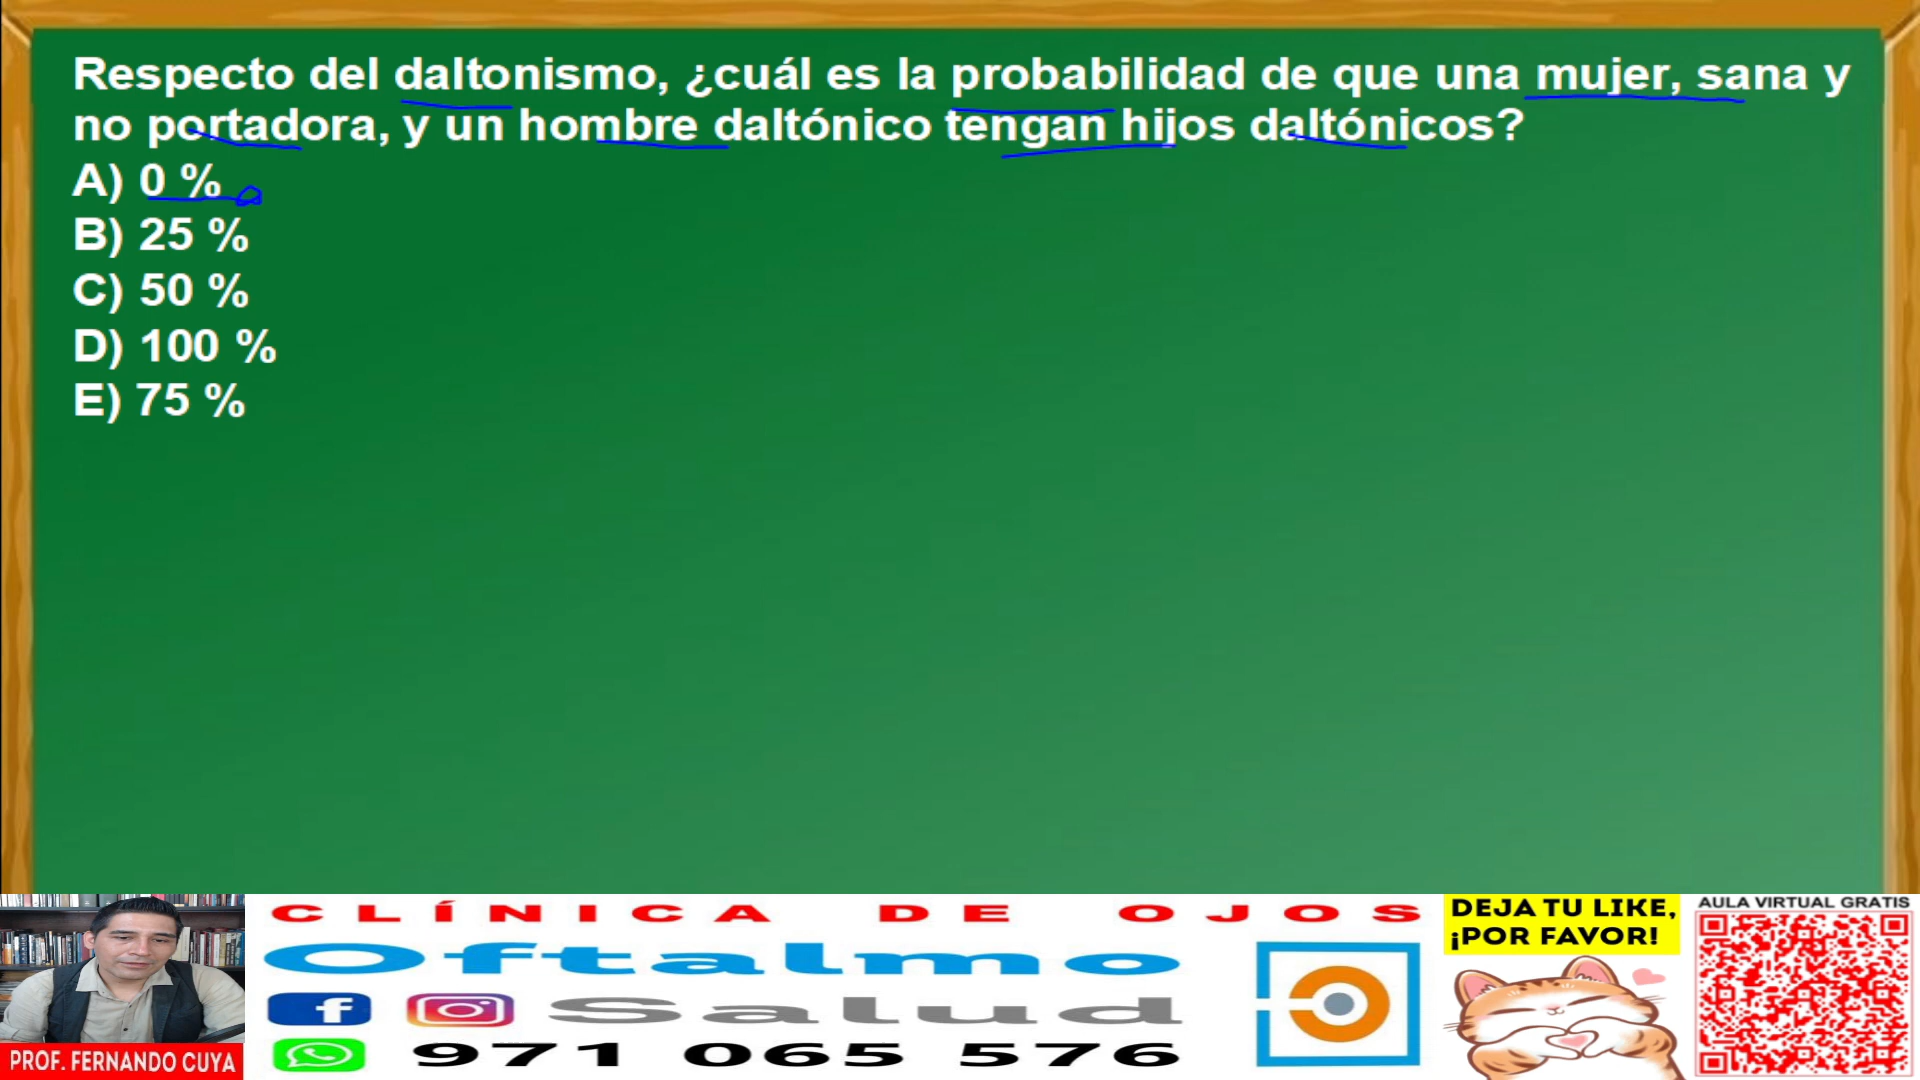 Respecto del daltonismo, ¿cuál es la probabilidad de que una mujer, sana y
no portadora, y un hombre daltónico tengan hijos daltónicos?
A) 0 %
B) 25 %
C) 50 %
D) 100 %
E) 75 %
PROF. FERNANDO CUYA
CLÍNICA DE OJOS
Oftalmo
Salud
971 065 576
DEJA TU LIKE,
¡POR FAVOR!
AULA VIRTUAL GRATIS